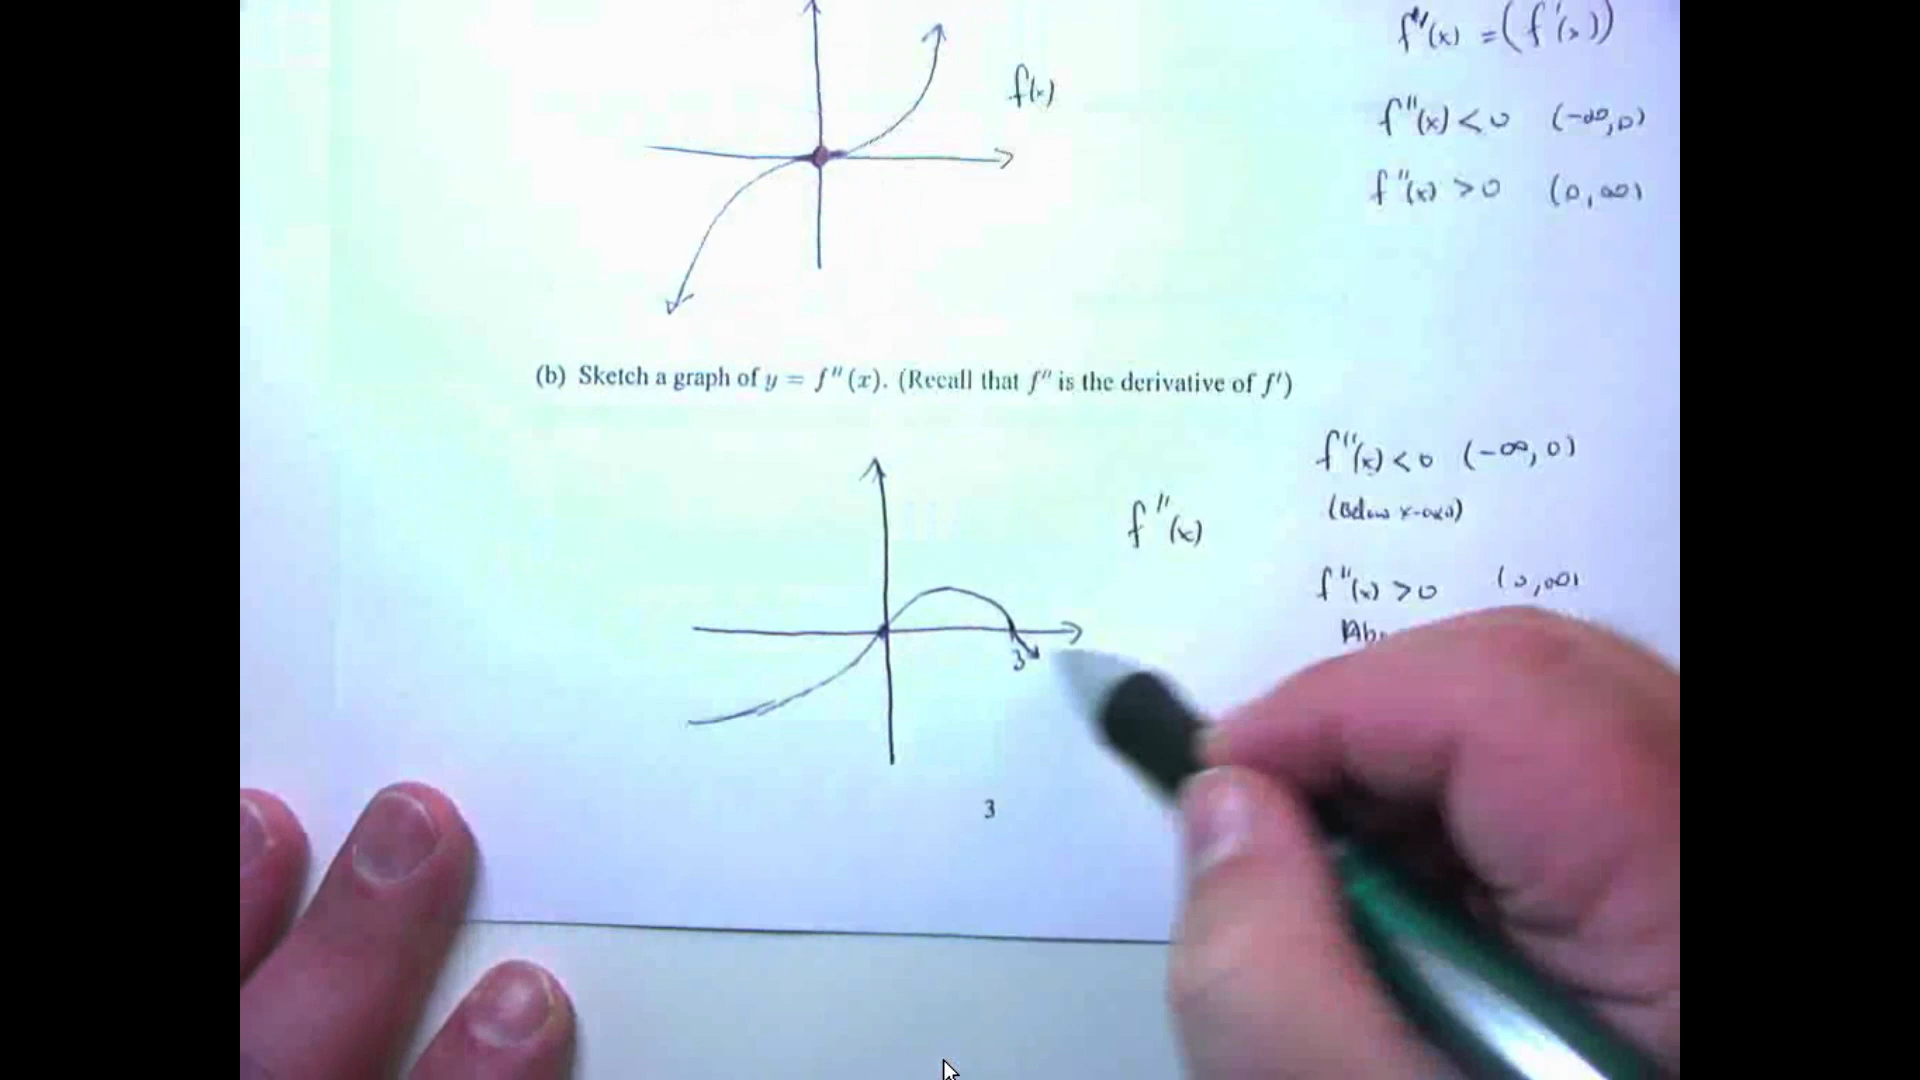 f''(x) = (f'(x))
f(x)
f''(x) < 0 (-∞, 0)
f''(x) > 0 (0, ∞)
(b) Sketch a graph of y = f''(x). (Recall that f'' is the derivative of f')
f''(x) < 0 (-∞, 0)
(Below x-axis)
f''(x)
f''(x) > 0 (0, ∞)
3
3